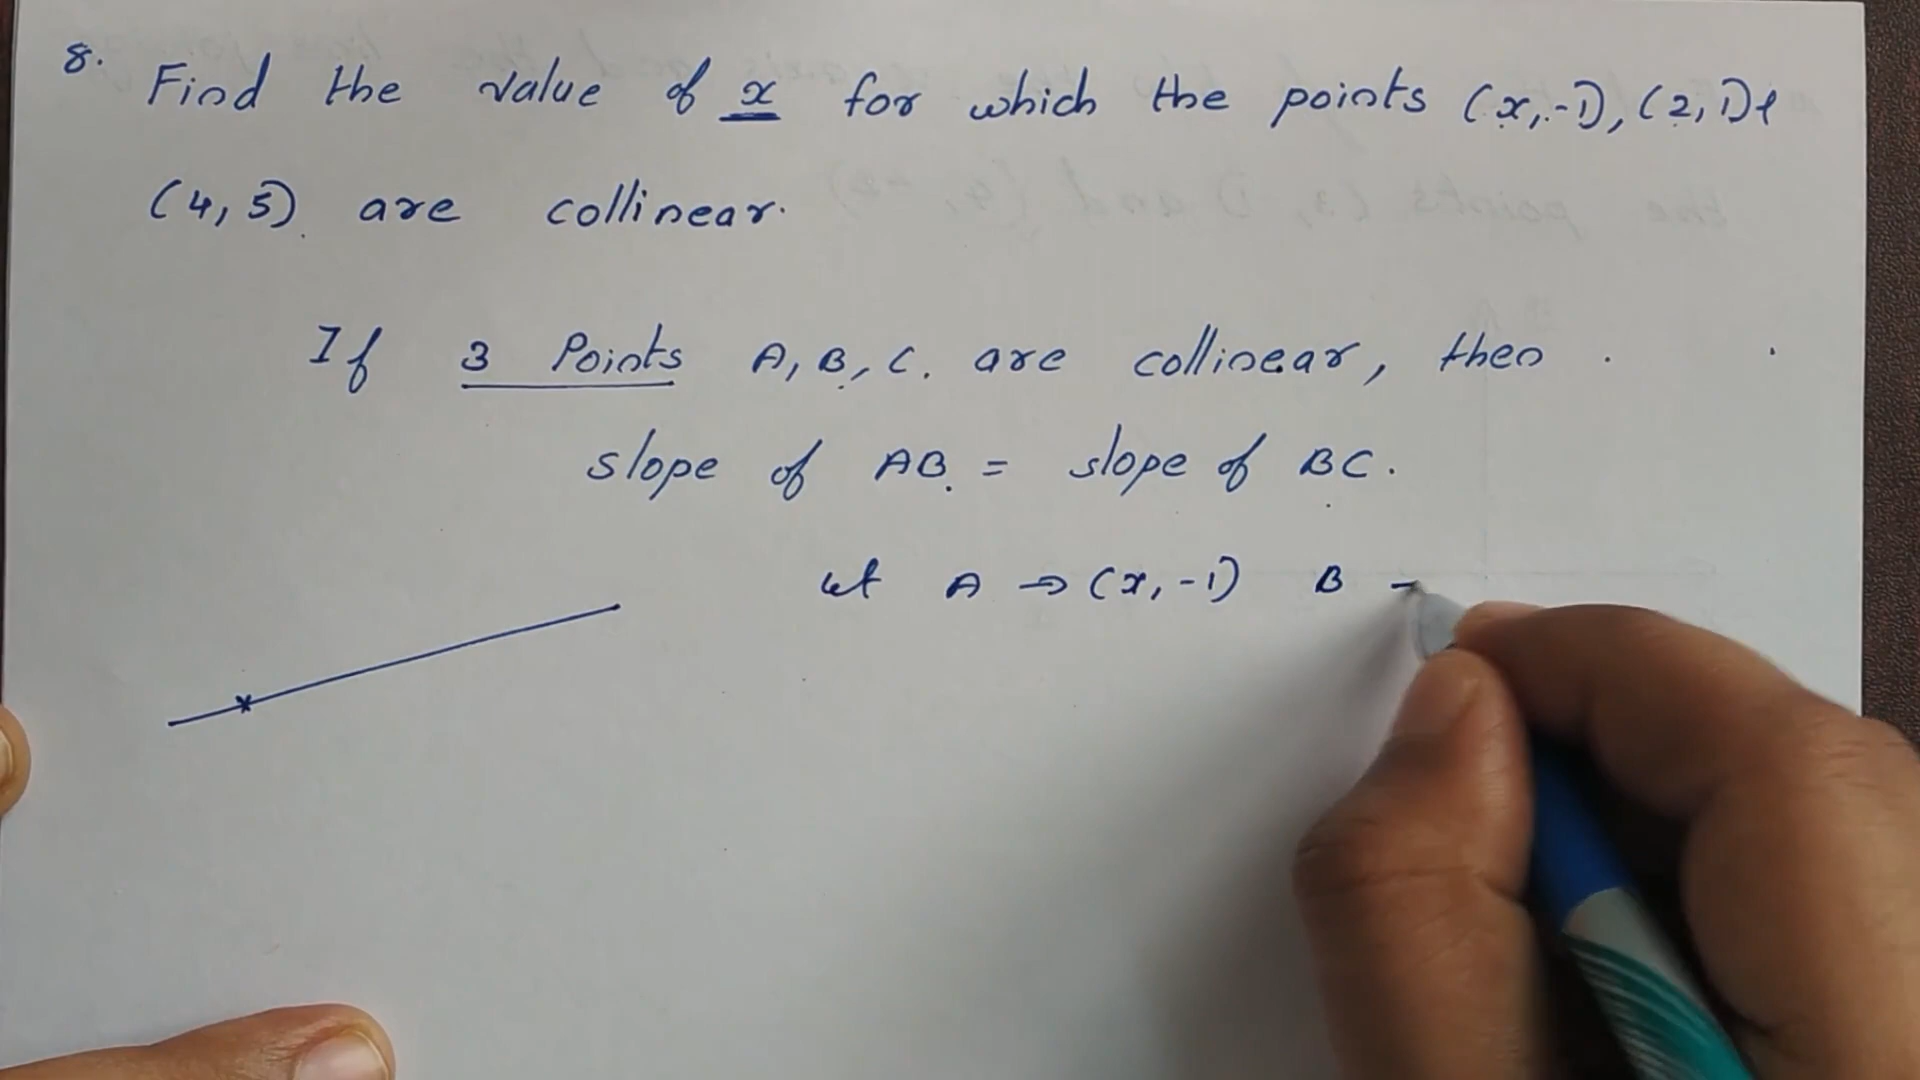 8. Find the value of x for which the points (x,-1), (2,1) &
(4,5) are collinear.
If 3 Points A, B, C. are collinear, then
slope of AB = slope of BC.
let A → (x,-1) B